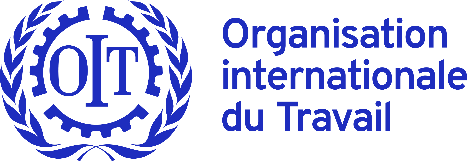 OIT
Organisation
internationale
du Travail